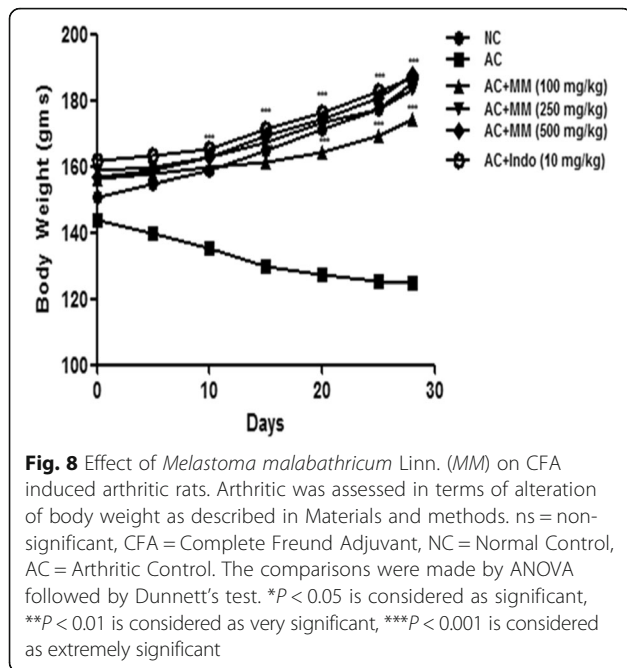 200
180
160
140
120
100
Body Weight (gms)
0
10
20
30
Days
***
***
***
***
***
***
***
***
***
NC
AC
AC+MM (100 mg/kg)
AC+MM (250 mg/kg)
AC+MM (500 mg/kg)
AC+Indo (10 mg/kg)
Fig. 8 Effect of Melastoma malabathricum Linn. (MM) on CFA
induced arthritic rats. Arthritic was assessed in terms of alteration
of body weight as described in Materials and methods. ns = non-
significant, CFA = Complete Freund Adjuvant, NC = Normal Control,
AC = Arthritic Control. The comparisons were made by ANOVA
followed by Dunnett's test. *P < 0.05 is considered as significant,
**P < 0.01 is considered as very significant, ***P < 0.001 is considered
as extremely significant